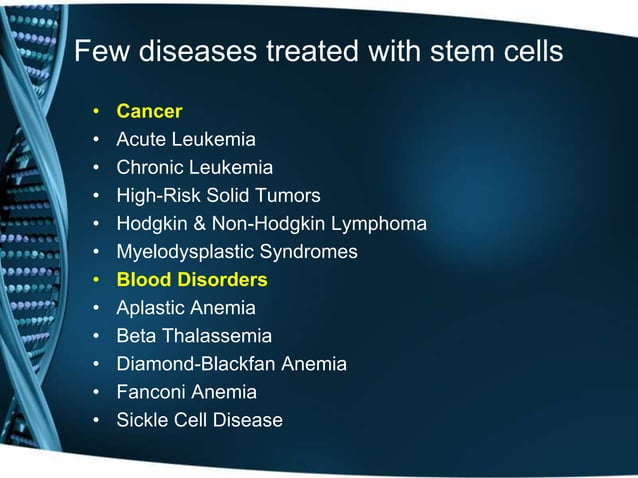 Few diseases treated with stem cells
• Cancer
• Acute Leukemia
• Chronic Leukemia
• High-Risk Solid Tumors
• Hodgkin & Non-Hodgkin Lymphoma
• Myelodysplastic Syndromes
• Blood Disorders
• Aplastic Anemia
• Beta Thalassemia
• Diamond-Blackfan Anemia
• Fanconi Anemia
• Sickle Cell Disease